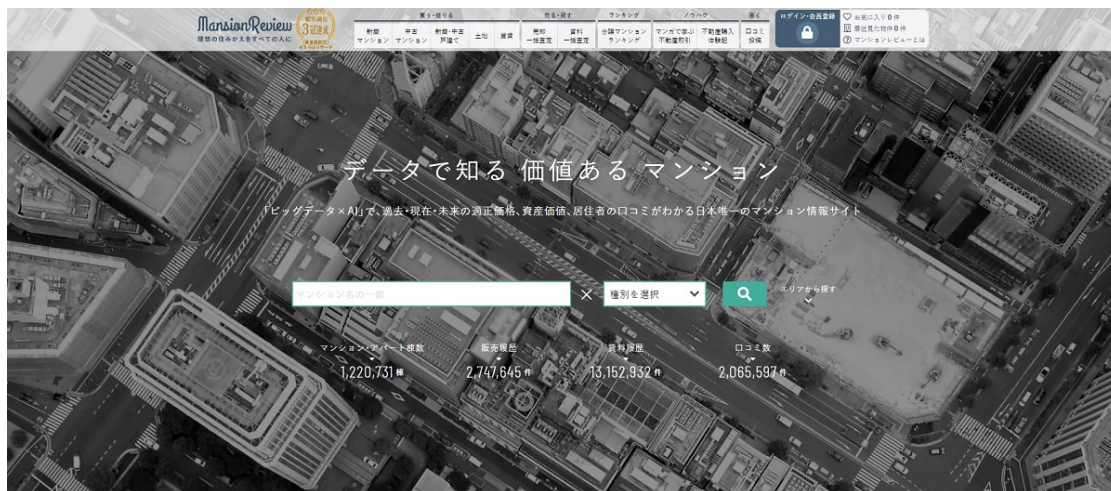 MansionReview
理想の住みかえをすべての人に
3冠達成
買う・借りる
新築マンション
中古マンション
新築・中古戸建て
土地
賃貸
売る・貸す
売却一括査定
賃料一括査定
ランキング
分譲マンションランキング
ノウハウ
マンガで学ぶ不動産取引
不動産購入体験記
書く
口コミ投稿
ログイン・会員登録
お気に入り0件
最近見た物件0件
マンションレビューとは
データで知る 価値ある マンション
「ビッグデータ×AI」で、過去・現在・未来の適正価格、資産価値、居住者の口コミがわかる日本唯一のマンション情報サイト
マンション名の一部
×
種別を選択
エリアから探す
マンション・アパート棟数
1,220,731棟
販売履歴
2,747,645件
賃料履歴
13,152,932件
口コミ数
2,065,597件